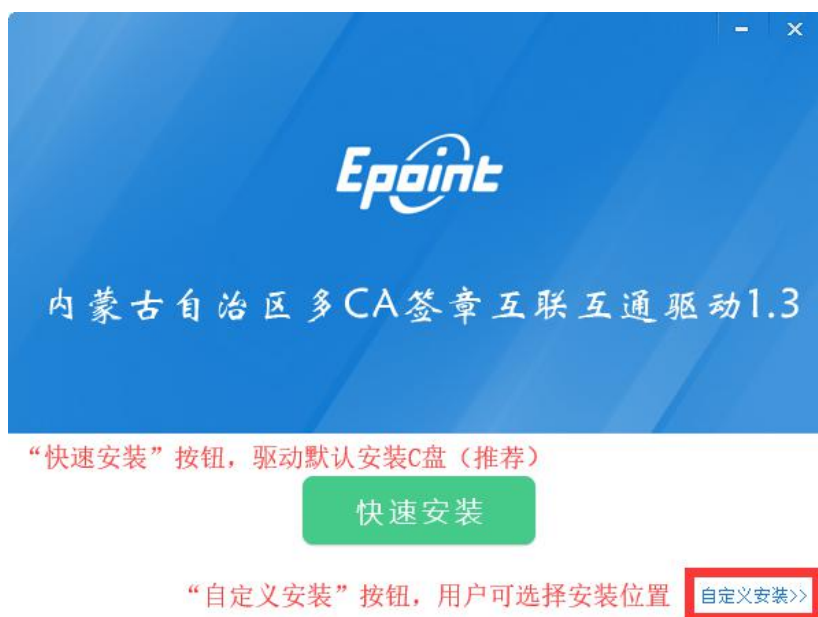 Epoint
内蒙古自治区多CA签章互联互通驱动1.3
“快速安装”按钮，驱动默认安装C盘（推荐）
快速安装
“自定义安装”按钮，用户可选择安装位置 自定义安装>>